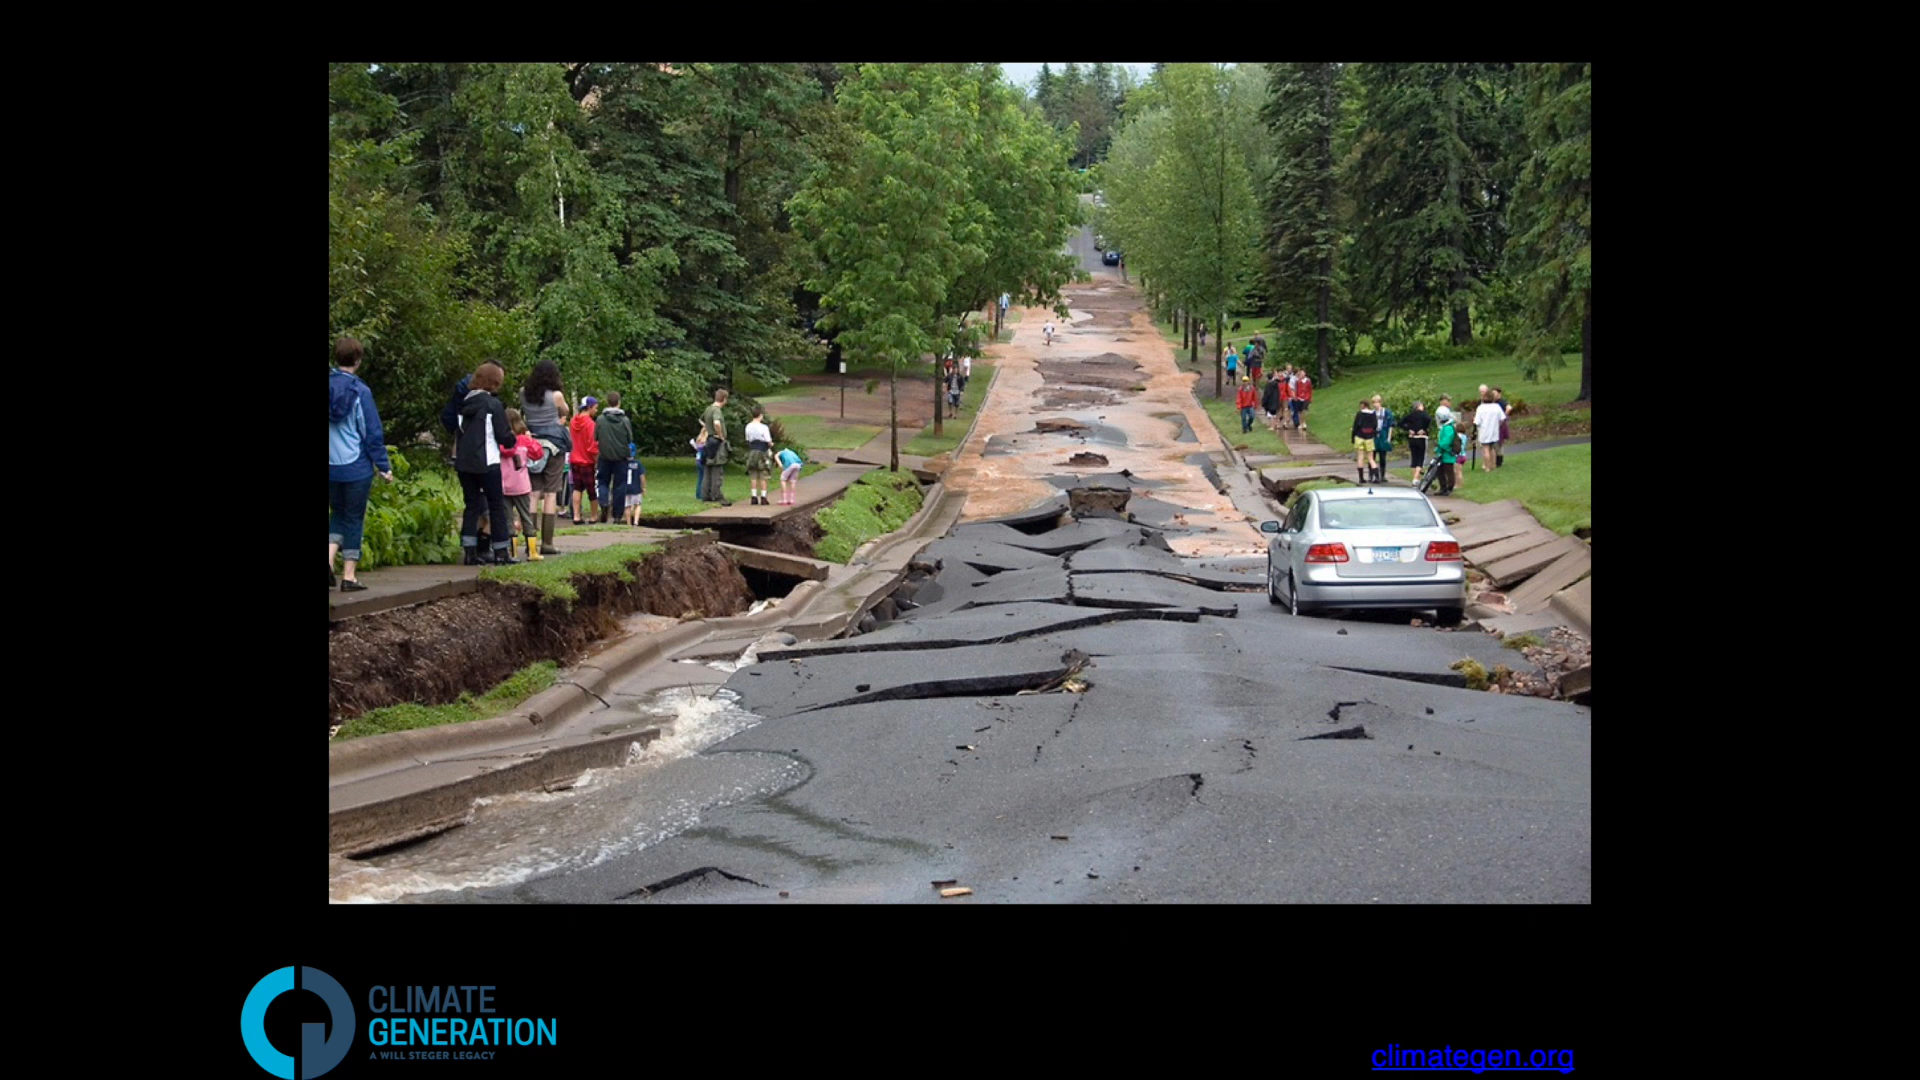 CLIMATE
GENERATION
A WILL STEGER LEGACY
climategen.org